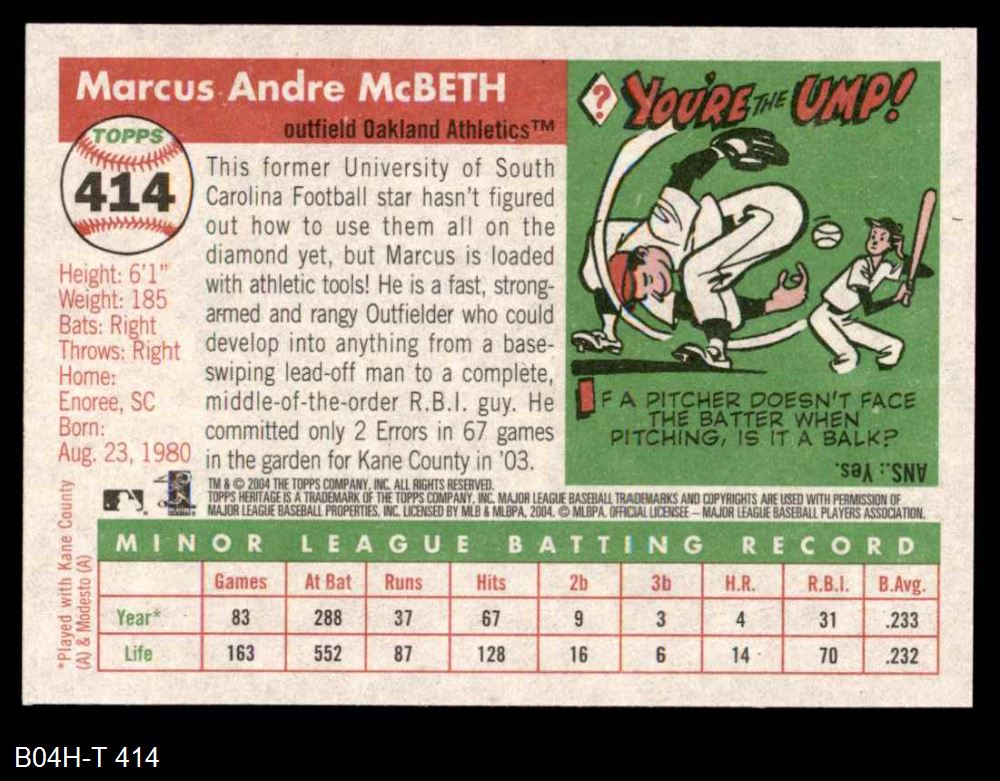 Marcus Andre McBETH
outfield Oakland Athletics™
TOPPS
414
Height: 6'1"
Weight: 185
Bats: Right
Throws: Right
Home:
Enoree, SC
Born:
Aug. 23, 1980
This former University of South
Carolina Football star hasn't figured
out how to use them all on the
diamond yet, but Marcus is loaded
with athletic tools! He is a fast, strong-
armed and rangy Outfielder who could
develop into anything from a base-
swiping lead-off man to a complete,
middle-of-the-order R.B.I. guy. He
committed only 2 Errors in 67 games
in the garden for Kane County in '03.
? YOU'RE THE UMP!
IF A PITCHER DOESN'T FACE
THE BATTER WHEN
PITCHING, IS IT A BALK?
ANS.: Yes.
TM & © 2004 THE TOPPS COMPANY, INC. ALL RIGHTS RESERVED.
TOPPS HERITAGE IS A TRADEMARK OF THE TOPPS COMPANY, INC. MAJOR LEAGUE BASEBALL TRADEMARKS AND COPYRIGHTS ARE USED WITH PERMISSION OF
MAJOR LEAGUE BASEBALL PROPERTIES, INC. LICENSED BY MLB & MLBPA, 2004. © MLBPA. OFFICIAL LICENSEE – MAJOR LEAGUE BASEBALL PLAYERS ASSOCIATION.
*Played with Kane County
(A) & Modesto (A)
MINOR LEAGUE BATTING RECORD
Games At Bat Runs Hits 2b 3b H.R. R.B.I. B.Avg.
Year* 83 288 37 67 9 3 4 31 .233
Life 163 552 87 128 16 6 14 70 .232
B04H-T 414